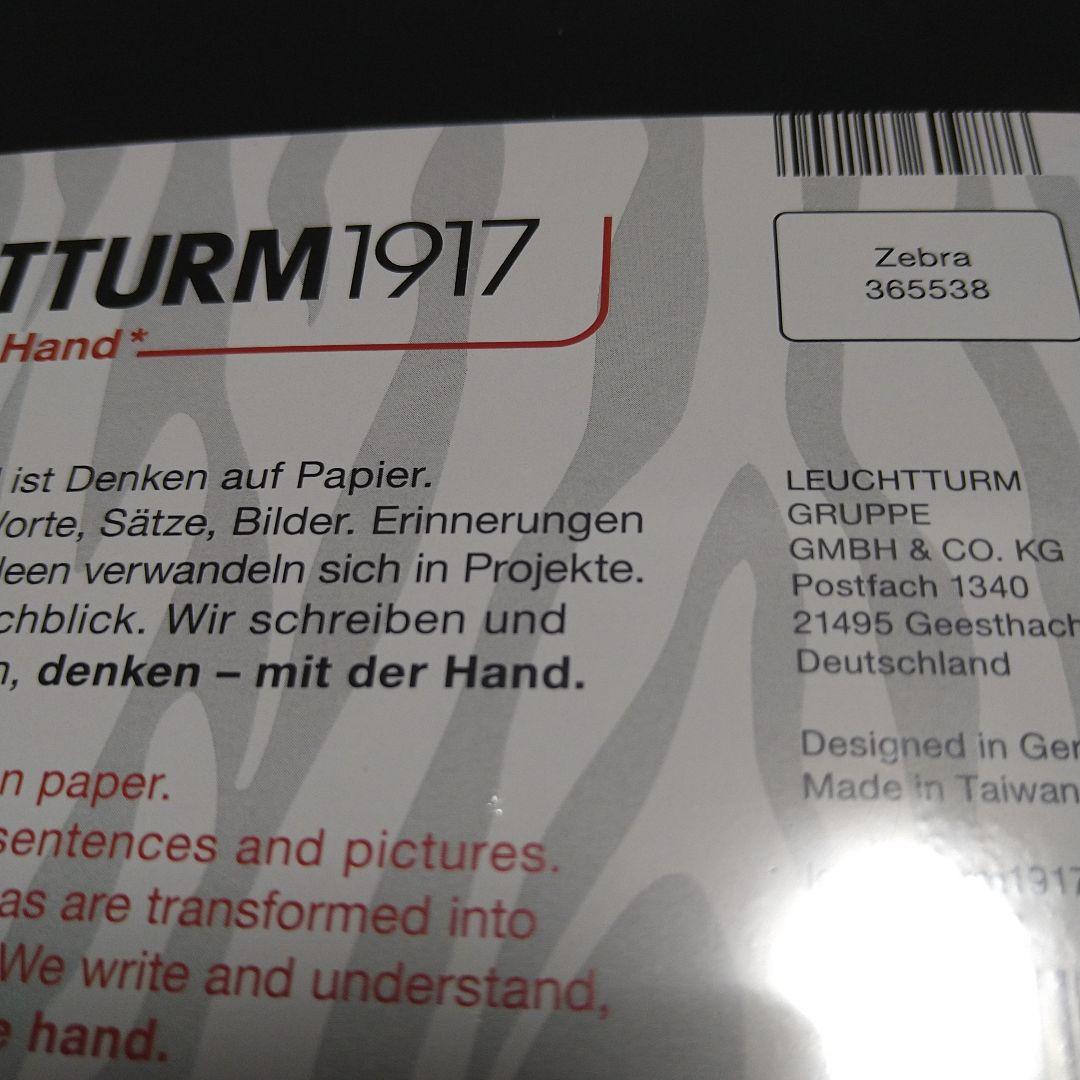 TTURM1917
Hand*
Zebra
365538
ist Denken auf Papier.
orte, Sätze, Bilder. Erinnerungen
deen verwandeln sich in Projekte.
chblick. Wir schreiben und
n, denken – mit der Hand.
LEUCHTTURM
GRUPPE
GMBH & CO. KG
Postfach 1340
21495 Geesthach
Deutschland
Designed in Ger
Made in Taiwan
n paper.
sentences and pictures.
as are transformed into
We write and understand,
e hand.